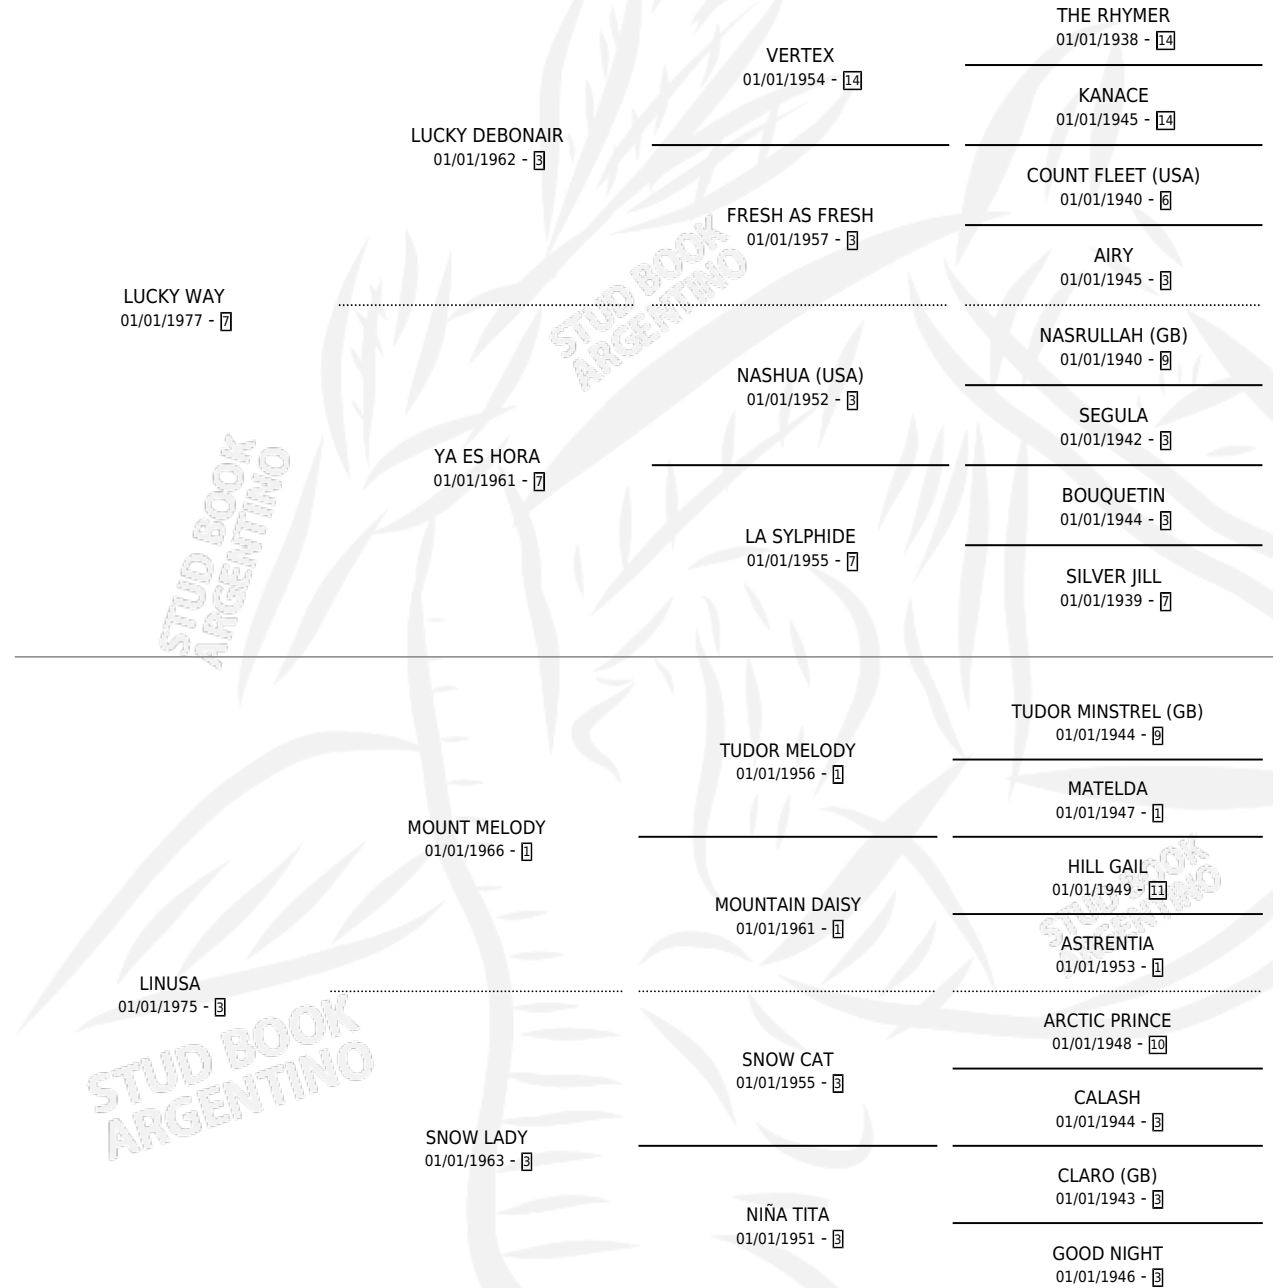 THE RHYMER
01/01/1938 - 14
VERTEX
01/01/1954 - 14
KANACE
01/01/1945 - 14
LUCKY DEBONAIR
01/01/1962 - 3
COUNT FLEET (USA)
01/01/1940 - 6
FRESH AS FRESH
01/01/1957 - 3
AIRY
01/01/1945 - 3
LUCKY WAY
01/01/1977 - 7
NASRULLAH (GB)
01/01/1940 - 9
NASHUA (USA)
01/01/1952 - 3
SEGULA
01/01/1942 - 3
YA ES HORA
01/01/1961 - 7
BOUQUETIN
01/01/1944 - 3
LA SYLPHIDE
01/01/1955 - 7
SILVER JILL
01/01/1939 - 7
TUDOR MINSTREL (GB)
01/01/1944 - 9
TUDOR MELODY
01/01/1956 - 1
MATELDA
01/01/1947 - 1
MOUNT MELODY
01/01/1966 - 1
HILL GAIL
01/01/1949 - 11
MOUNTAIN DAISY
01/01/1961 - 1
ASTRENTIA
01/01/1953 - 1
LINUSA
01/01/1975 - 3
ARCTIC PRINCE
01/01/1948 - 10
SNOW CAT
01/01/1955 - 3
CALASH
01/01/1944 - 3
SNOW LADY
01/01/1963 - 3
CLARO (GB)
01/01/1943 - 3
NIÑA TITA
01/01/1951 - 3
GOOD NIGHT
01/01/1946 - 3
STUD BOOK
ARGENTINO
STUD BOOK
ARGENTINO
STUD BOOK
ARGENTINO
STUD BOOK
ARGENTINO